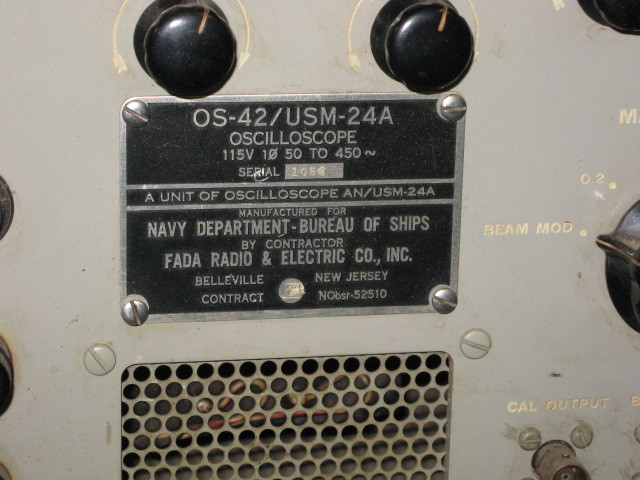 OS-42/USM-24A
OSCILLOSCOPE
115V 1Ø 50 TO 450~
SERIAL 1056
A UNIT OF OSCILLOSCOPE AN/USM-24A
MANUFACTURED FOR
NAVY DEPARTMENT-BUREAU OF SHIPS
BY CONTRACTOR
FADA RADIO & ELECTRIC CO., INC.
BELLEVILLE NEW JERSEY
CONTRACT NObsr-52510
0.2
BEAM MOD
CAL OUTPUT